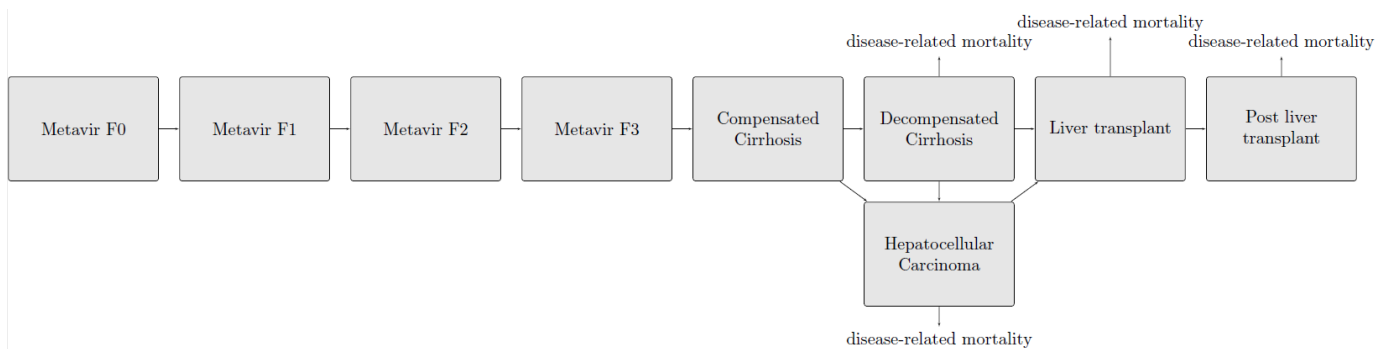 disease-related mortality
disease-related mortality
disease-related mortality
Metavir F0
Metavir F1
Metavir F2
Metavir F3
Compensated
Cirrhosis
Decompensated
Cirrhosis
Liver transplant
Post liver
transplant
Hepatocellular
Carcinoma
disease-related mortality